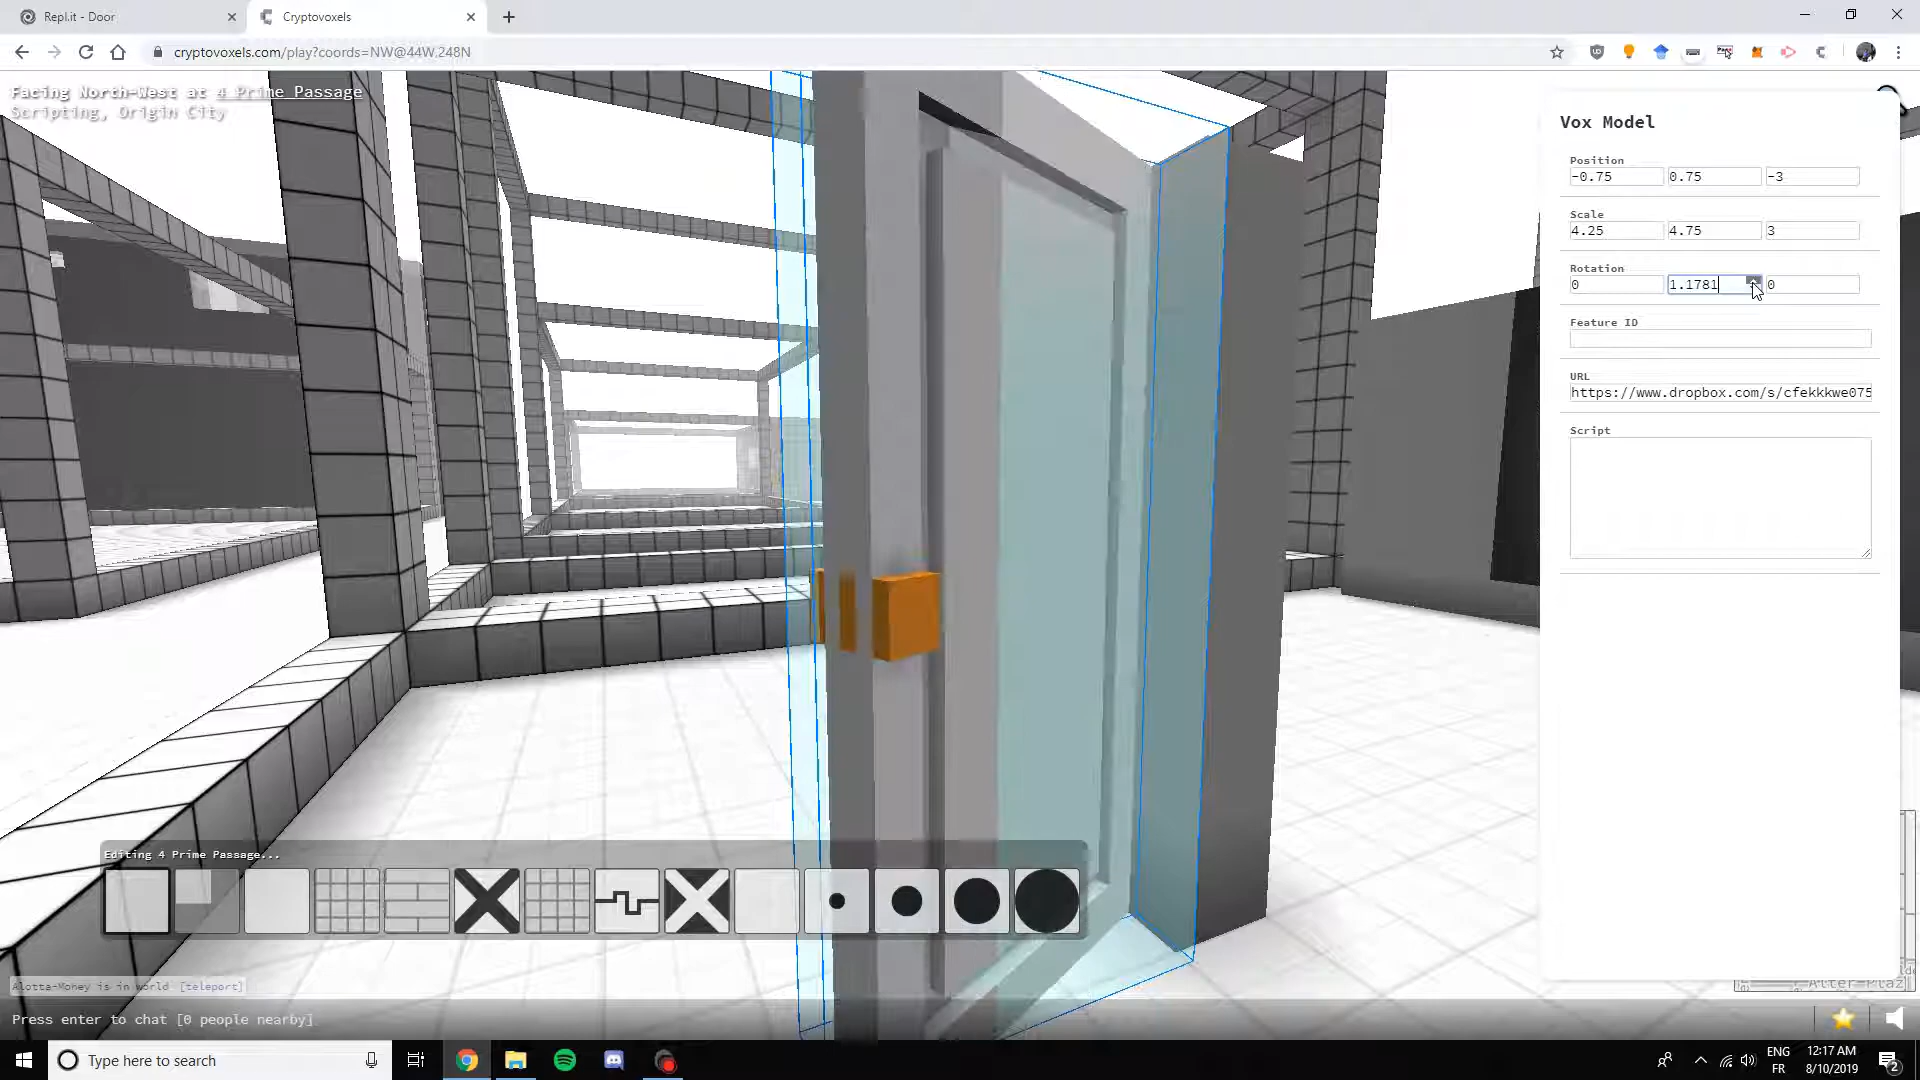 Repl.it - Door
Cryptovoxels
cryptovoxels.com/play?coords=NW@44W,248N
Facing North-West at 4 Prime Passage
Scripting, Origin City
Vox Model
Position
-0.75 0.75 -3
Scale
4.25 4.75 3
Rotation
0 1.1781 0
Feature ID
URL
https://www.dropbox.com/s/cfekkkwe075
Script
Editing 4 Prime Passage...
Alotta-Money is in world [teleport]
Press enter to chat [0 people nearby]
Type here to search
ENG
FR
12:17 AM
8/10/2019
2